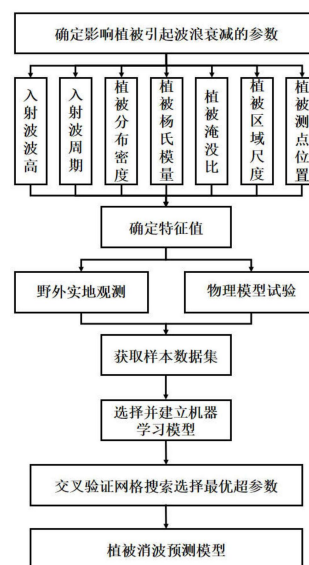 确定影响植被引起波浪衰减的参数
入射波波高
入射波周期
植被分布密度
植被杨氏模量
植被淹没比
植被区域尺度
植被测点位置
确定特征值
野外实地观测
物理模型试验
获取样本数据集
选择并建立机器
学习模型
交叉验证网格搜索选择最优超参数
植被消波预测模型